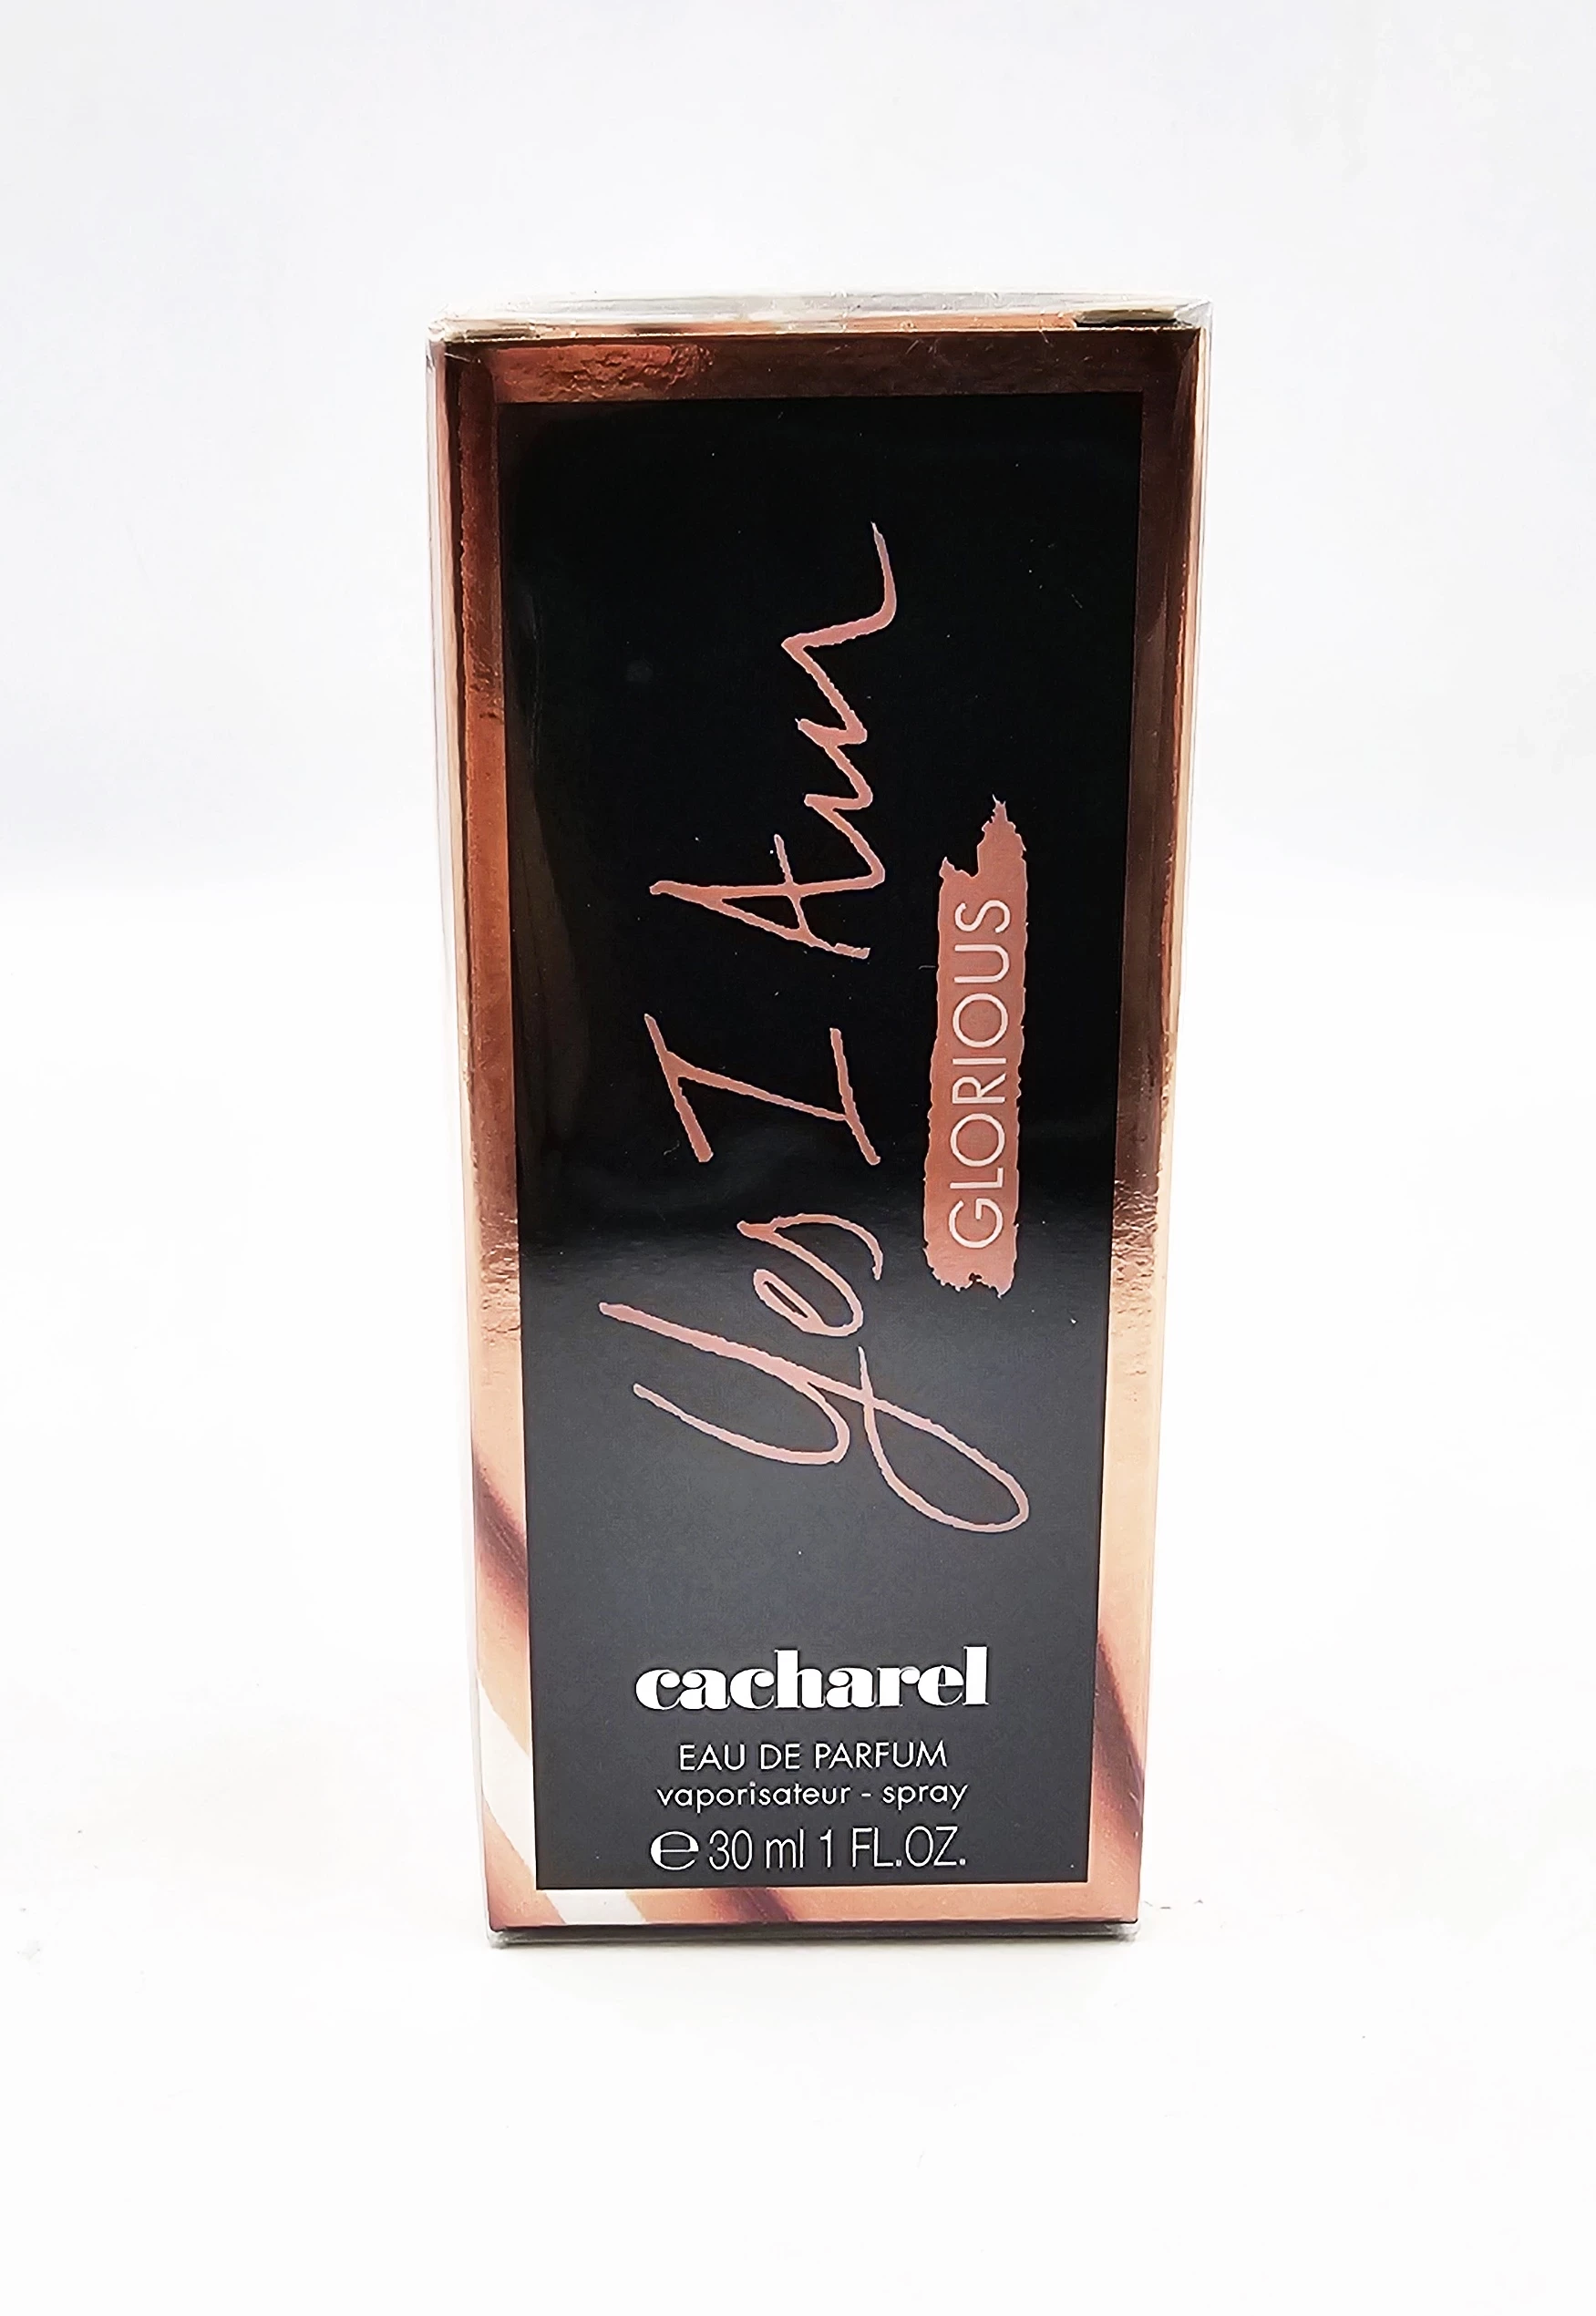 Yes I Am
GLORIOUS
cacharel
EAU DE PARFUM
vaporisateur - spray
℮ 30 ml 1 FL.OZ.